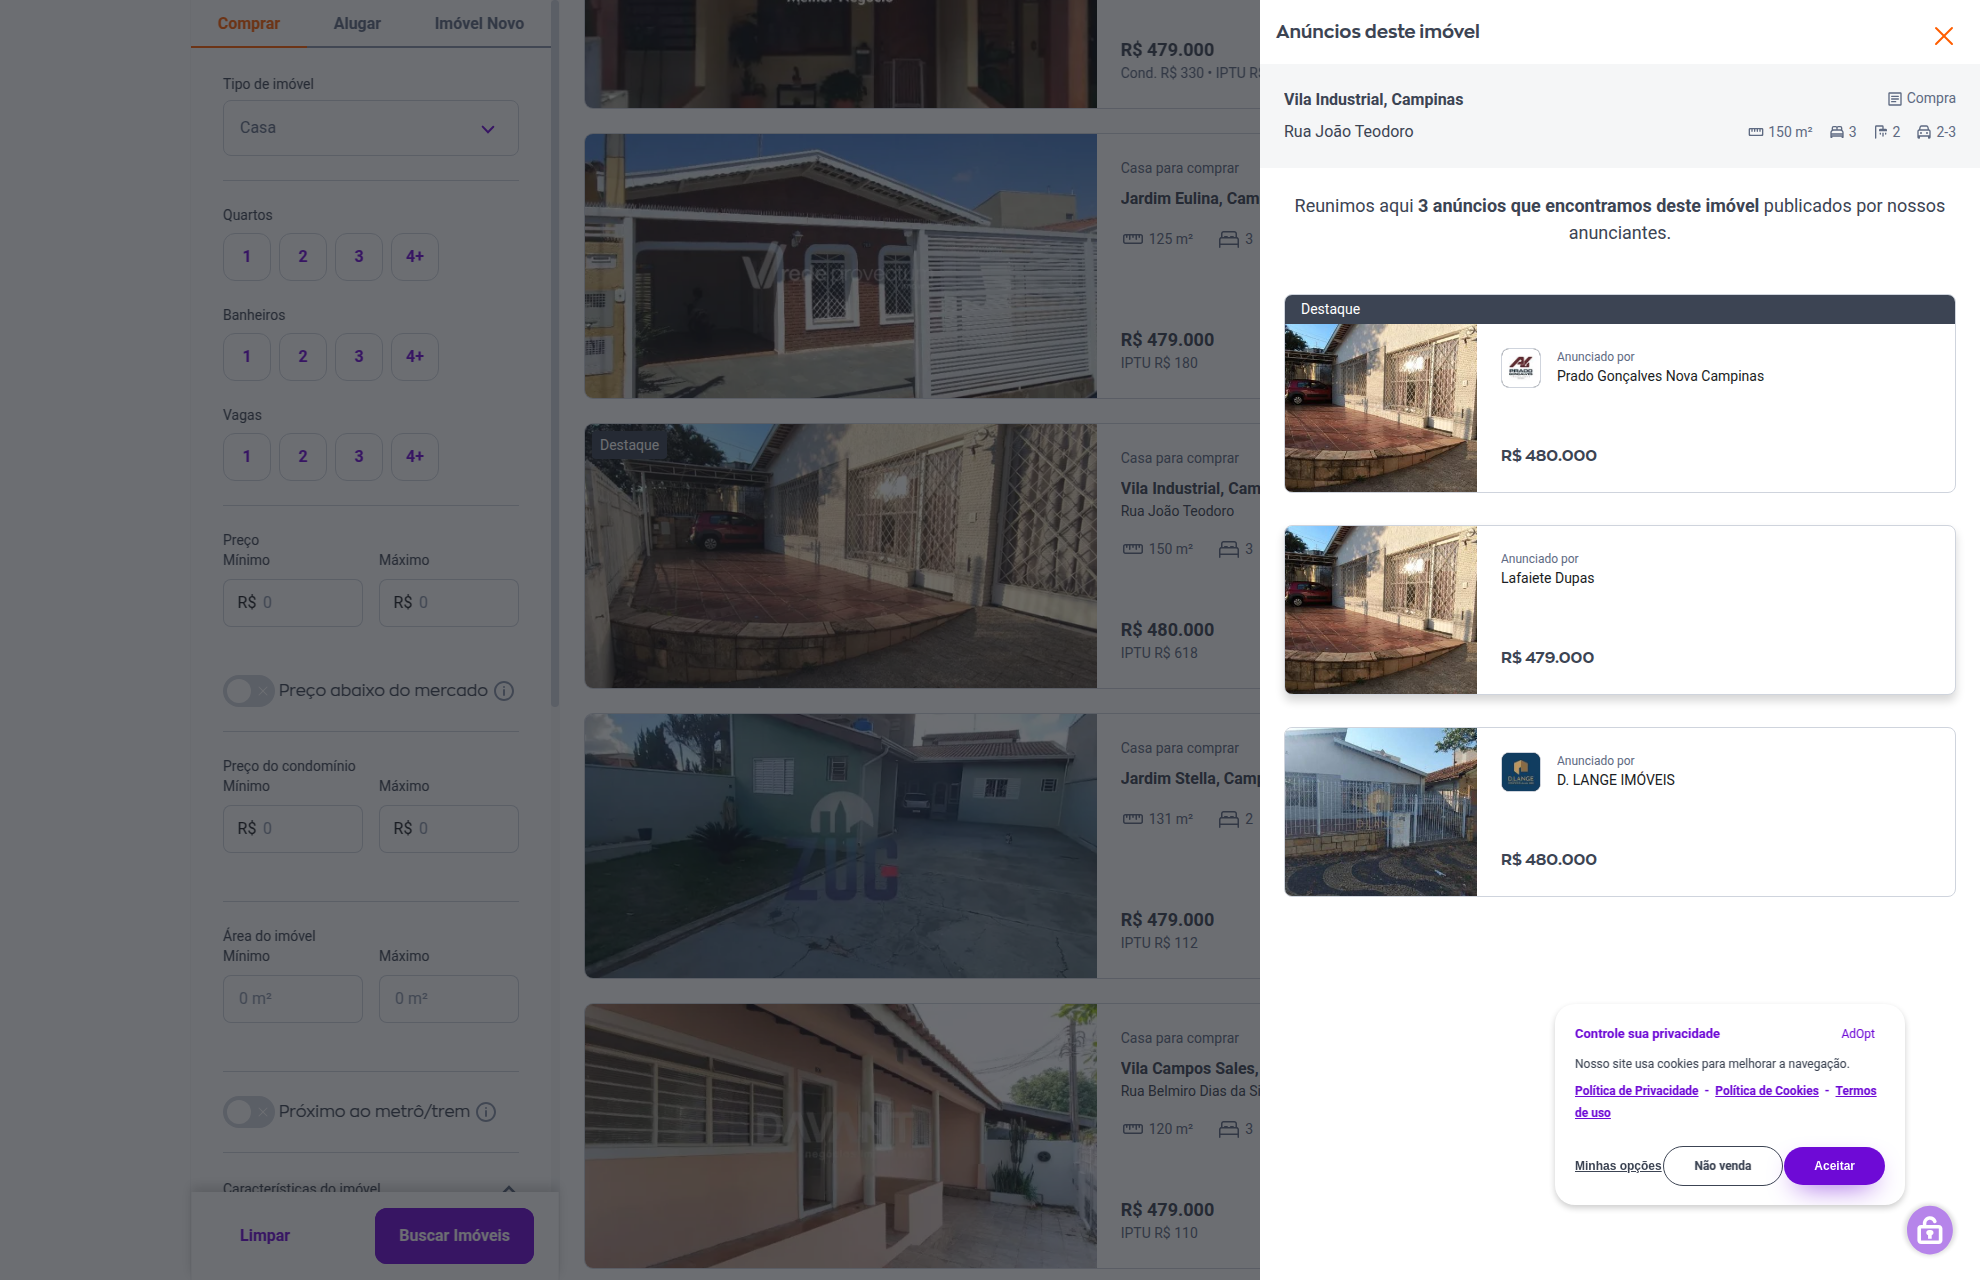 Comprar
Alugar
Imóvel Novo
Tipo de imóvel
Casa
Quartos
1
2
3
4+
Banheiros
1
2
3
4+
Vagas
1
2
3
4+
Preço
Mínimo
Máximo
R$ 0
R$ 0
Preço abaixo do mercado
Preço do condomínio
Mínimo
Máximo
R$ 0
R$ 0
Área do imóvel
Mínimo
Máximo
0 m²
0 m²
Próximo ao metrô/trem
Características do imóvel
Limpar
Buscar Imóveis
R$ 479.000
Cond. R$ 330 • IPTU R$
Casa para comprar
Jardim Eulina, Cam
125 m²
3
R$ 479.000
IPTU R$ 180
Destaque
Casa para comprar
Vila Industrial, Cam
Rua João Teodoro
150 m²
3
R$ 480.000
IPTU R$ 618
ZUC
Casa para comprar
Jardim Stella, Camp
131 m²
2
R$ 479.000
IPTU R$ 112
Casa para comprar
Vila Campos Sales,
Rua Belmiro Dias da Si
120 m²
3
R$ 479.000
IPTU R$ 110
Anúncios deste imóvel
Vila Industrial, Campinas
Compra
Rua João Teodoro
150 m²
3
2
2-3
Reunimos aqui 3 anúncios que encontramos deste imóvel publicados por nossos
anunciantes.
Destaque
Anunciado por
Prado Gonçalves Nova Campinas
R$ 480.000
Anunciado por
Lafaiete Dupas
R$ 479.000
D.LANGE
Anunciado por
D. LANGE IMÓVEIS
R$ 480.000
Controle sua privacidade
AdOpt
Nosso site usa cookies para melhorar a navegação.
Política de Privacidade - Política de Cookies - Termos
de uso
Minhas opções
Não venda
Aceitar